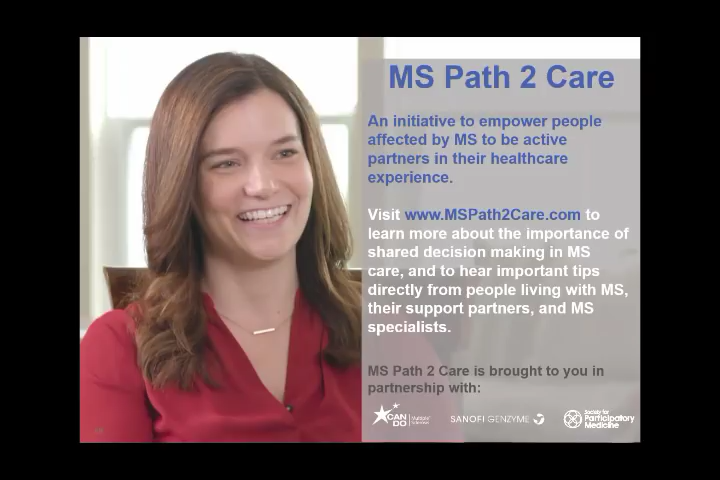 MS Path 2 Care
An initiative to empower people
affected by MS to be active
partners in their healthcare
experience.
Visit www.MSPath2Care.com to
learn more about the importance of
shared decision making in MS
care, and to hear important tips
directly from people living with MS,
their support partners, and MS
specialists.
MS Path 2 Care is brought to you in
partnership with:
CAN DO Multiple Sclerosis
SANOFI GENZYME
Society for
Participatory
Medicine